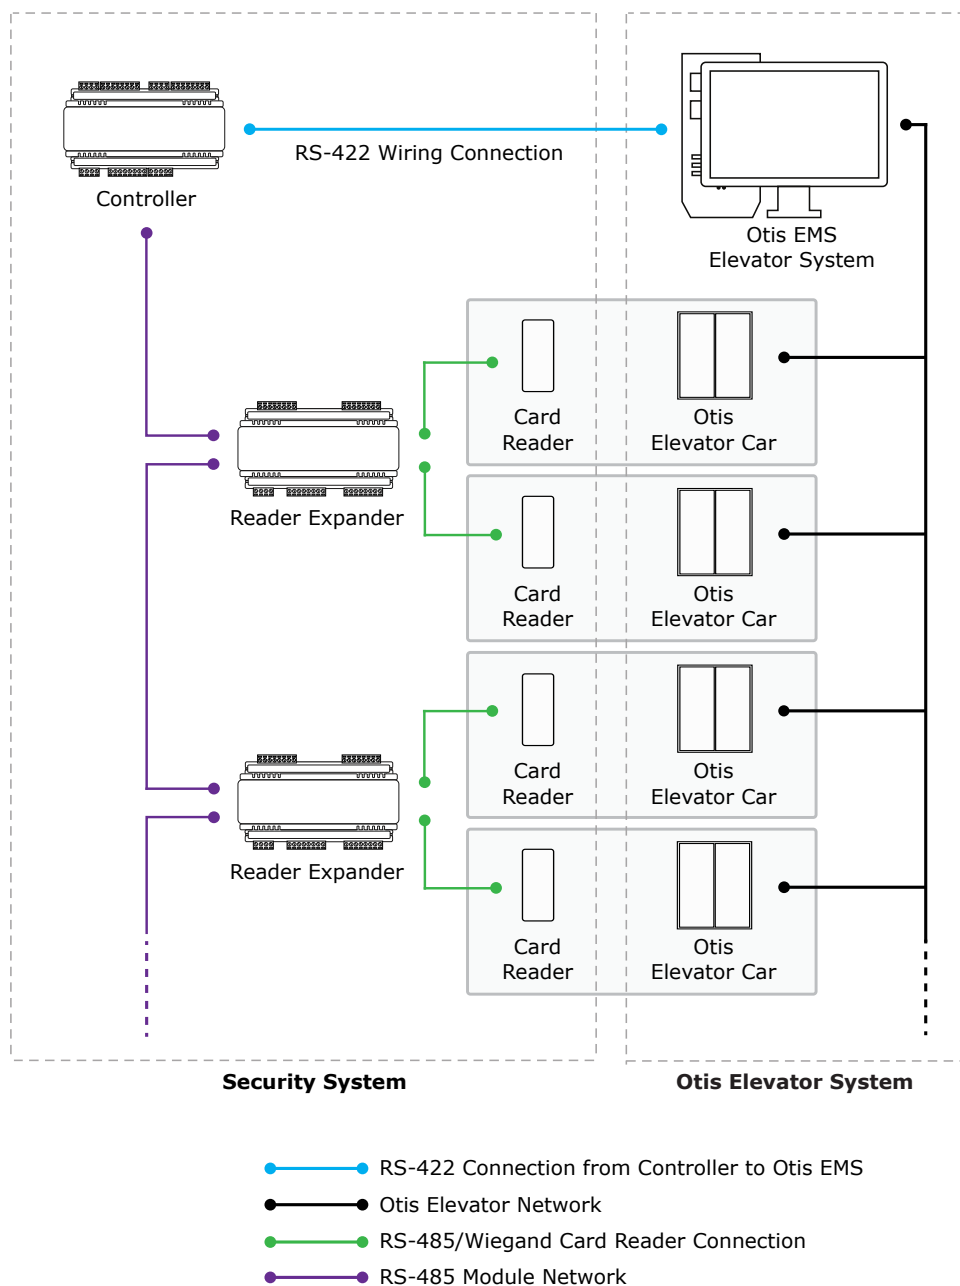 RS-422 Wiring Connection
Controller
Otis EMS
Elevator System
Card
Reader
Otis
Elevator Car
Reader Expander
Card
Reader
Otis
Elevator Car
Card
Reader
Otis
Elevator Car
Reader Expander
Card
Reader
Otis
Elevator Car
Security System
Otis Elevator System
RS-422 Connection from Controller to Otis EMS
Otis Elevator Network
RS-485/Wiegand Card Reader Connection
RS-485 Module Network